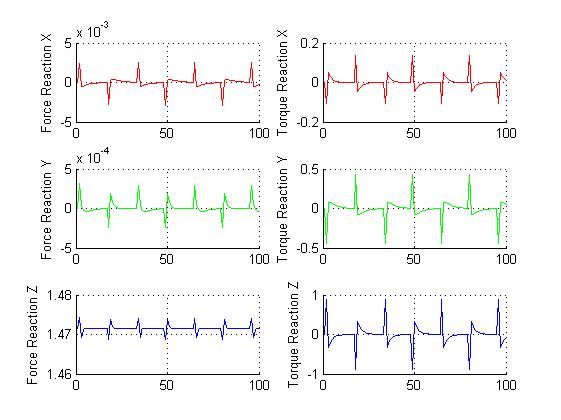 x 10^-3
5
0
-5
0 50 100
Force Reaction X
0.2
0
-0.2
0 50 100
Torque Reaction X
x 10^-4
5
0
-5
0 50 100
Force Reaction Y
0.5
0
-0.5
0 50 100
Torque Reaction Y
1.48
1.47
1.46
0 50 100
Force Reaction Z
1
0
-1
0 50 100
Torque Reaction Z